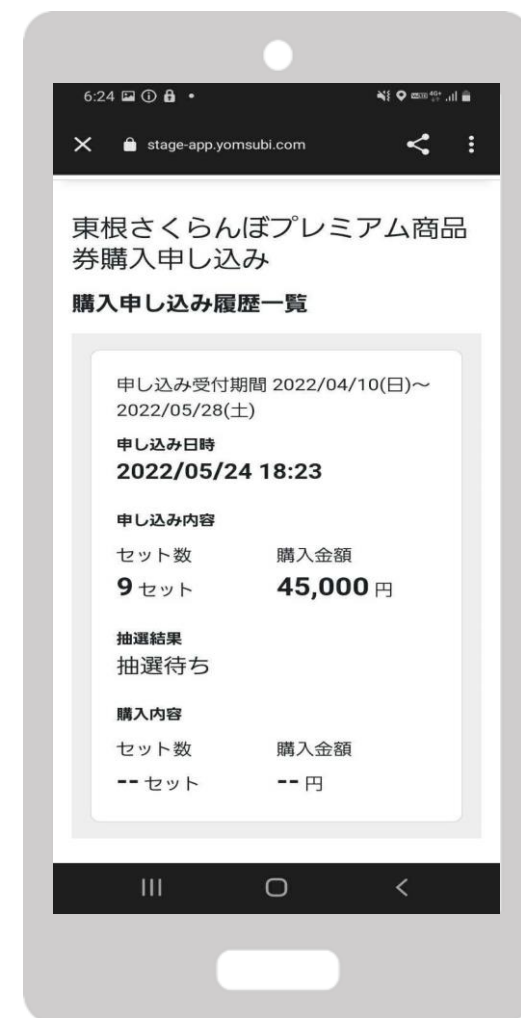 6:24
stage-app.yomsubi.com
東根さくらんぼプレミアム商品
券購入申し込み
購入申し込み履歴一覧
申し込み受付期間 2022/04/10(日)～
2022/05/28(土)
申し込み日時
2022/05/24 18:23
申し込み内容
セット数 購入金額
9 セット 45,000 円
抽選結果
抽選待ち
購入内容
セット数 購入金額
-- セット -- 円